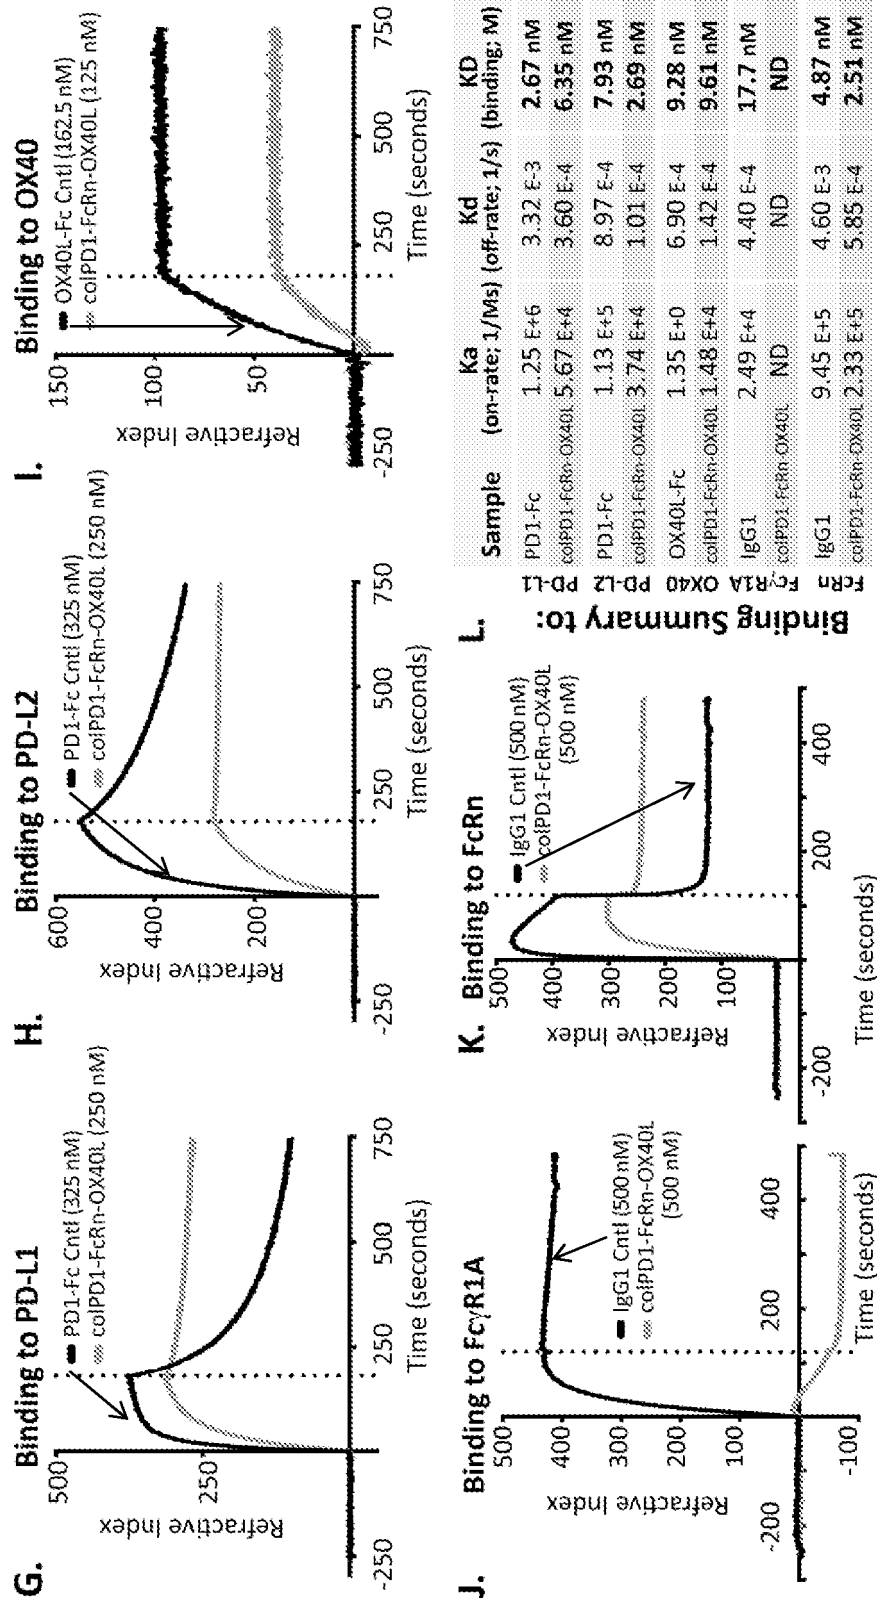 G.
Binding to PD-L1
PD1-Fc Cntl (325 nM)
colPD1-FcRn-OX40L (250 nM)
Refractive Index
500
250
-250
250
500
750
Time (seconds)
H.
Binding to PD-L2
PD1-Fc Cntl (325 nM)
colPD1-FcRn-OX40L (250 nM)
Refractive Index
600
400
200
-250
250
500
750
Time (seconds)
I.
Binding to OX40
OX40L-Fc Cntl (162.5 nM)
colPD1-FcRn-OX40L (125 nM)
Refractive Index
150
100
50
-250
250
500
750
Time (seconds)
J.
Binding to FcγR1A
IgG1 Cntl (500 nM)
colPD1-FcRn-OX40L
(500 nM)
Refractive Index
500
400
300
200
100
-100
-200
200
400
Time (seconds)
K.
Binding to FcRn
IgG1 Cntl (500 nM)
colPD1-FcRn-OX40L
(500 nM)
Refractive Index
500
400
300
200
100
-200
200
400
Time (seconds)
L.
Binding Summary to:
Sample Ka (on-rate; 1/Ms) Kd (off-rate; 1/s) KD (binding; M)
PD-L1 PD1-Fc 1.25 E+6 3.32 E-3 2.67 nM
colPD1-FcRn-OX40L 5.67 E+4 3.60 E-4 6.35 nM
PD-L2 PD1-Fc 1.13 E+5 8.97 E-4 7.93 nM
colPD1-FcRn-OX40L 3.74 E+4 1.01 E-4 2.69 nM
OX40 OX40L-Fc 1.35 E+0 6.90 E-4 9.28 nM
colPD1-FcRn-OX40L 1.48 E+4 1.42 E-4 9.61 nM
FcγR1A IgG1 2.49 E+4 4.40 E-4 17.7 nM
colPD1-FcRn-OX40L ND ND ND
FcRn IgG1 9.45 E+5 4.60 E-3 4.87 nM
colPD1-FcRn-OX40L 2.33 E+5 5.85 E-4 2.51 nM